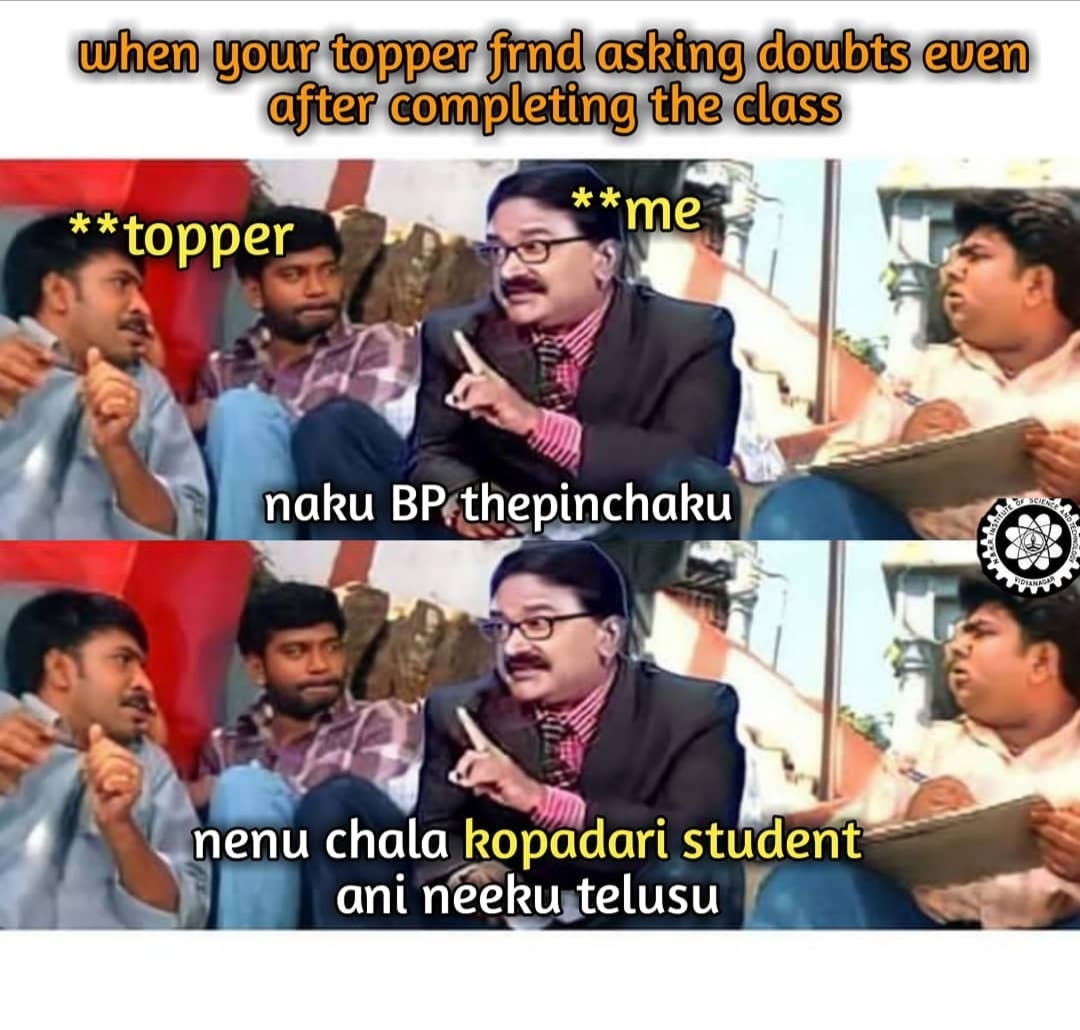 when your topper frnd asking doubts even
after completing the class
**topper
**me
naku BP thepinchaku
VIDYANAGAR
nenu chala kopadari student
ani neeku telusu